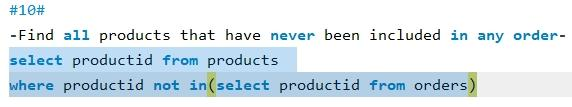 #10#
-Find all products that have never been included in any order-
select productid from products
where productid not in(select productid from orders)